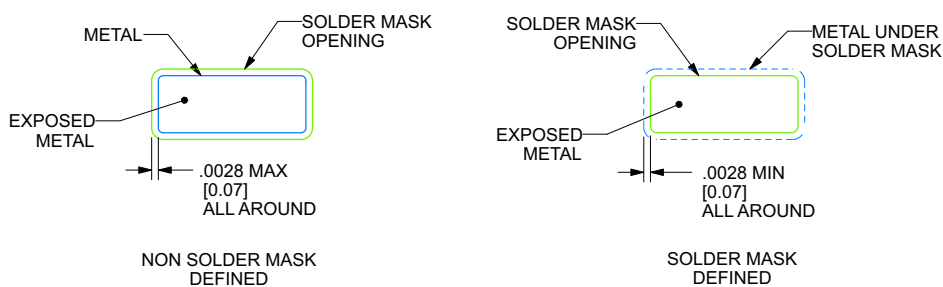 METAL
SOLDER MASK
OPENING
EXPOSED
METAL
.0028 MAX
[0.07]
ALL AROUND
NON SOLDER MASK
DEFINED
SOLDER MASK
OPENING
METAL UNDER
SOLDER MASK
EXPOSED
METAL
.0028 MIN
[0.07]
ALL AROUND
SOLDER MASK
DEFINED